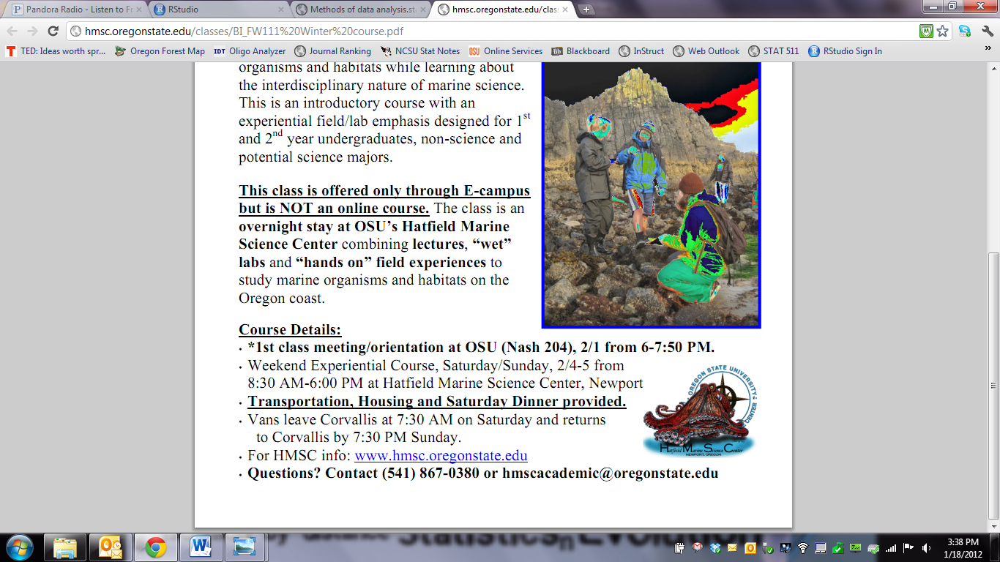 Pandora Radio - Listen to Fr
RStudio
Methods of data analysis.st
hmsc.oregonstate.edu/clas
hmsc.oregonstate.edu/classes/BI_FW111%20Winter%20course.pdf
TED: Ideas worth spr...
Oregon Forest Map
IDT Oligo Analyzer
Journal Ranking
NCSU Stat Notes
OSU Online Services
Bb Blackboard
InStruct
Web Outlook
STAT 511
RStudio Sign In
»
organisms and habitats while learning about
the interdisciplinary nature of marine science.
This is an introductory course with an
experiential field/lab emphasis designed for 1st
and 2nd year undergraduates, non-science and
potential science majors.
This class is offered only through E-campus
but is NOT an online course. The class is an
overnight stay at OSU’s Hatfield Marine
Science Center combining lectures, “wet”
labs and “hands on” field experiences to
study marine organisms and habitats on the
Oregon coast.
Course Details:
· *1st class meeting/orientation at OSU (Nash 204), 2/1 from 6-7:50 PM.
· Weekend Experiential Course, Saturday/Sunday, 2/4-5 from
8:30 AM-6:00 PM at Hatfield Marine Science Center, Newport
· Transportation, Housing and Saturday Dinner provided.
· Vans leave Corvallis at 7:30 AM on Saturday and returns
to Corvallis by 7:30 PM Sunday.
· For HMSC info: www.hmsc.oregonstate.edu
· Questions? Contact (541) 867-0380 or hmscacademic@oregonstate.edu
OREGON STATE UNIVERSITY
CENTER
Hatfield Marine Science Center
NEWPORT, OREGON
3:38 PM
1/18/2012